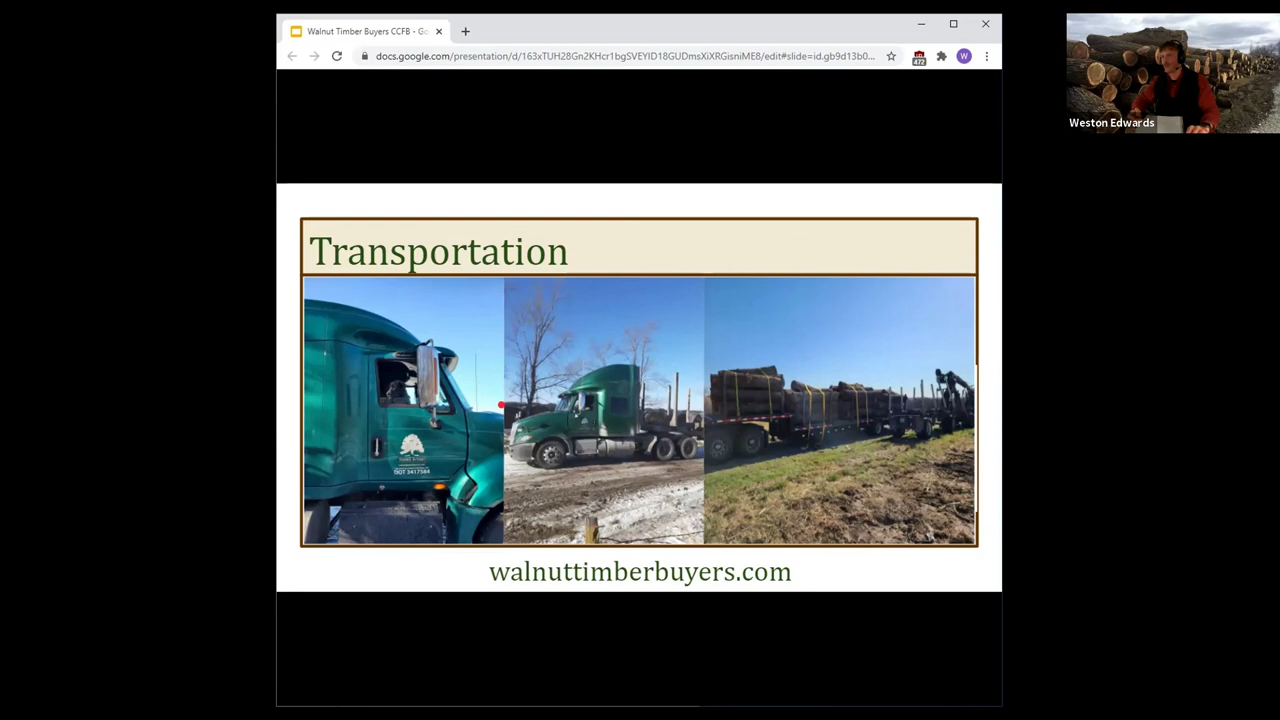 Walnut Timber Buyers CCFB - Go
docs.google.com/presentation/d/163xTUH28Gn2KHcr1bgSVEYID18GUDmsXiXRGisniME8/edit#slide=id.gb9d13b0...
472
W
Weston Edwards
Transportation
walnuttimberbuyers.com